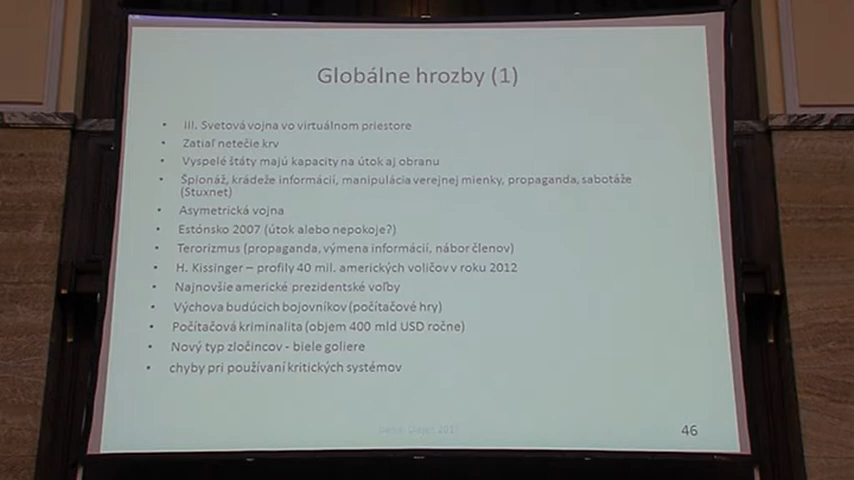 Globálne hrozby (1)
• III. Svetová vojna vo virtuálnom priestore
• Zatiaľ netečie krv
• Vyspelé štáty majú kapacity na útok aj obranu
• Špionáž, krádeže informácií, manipulácia verejnej mienky, propaganda, sabotáže
(Stuxnet)
• Asymetrická vojna
• Estónsko 2007 (útok alebo nepokoje?)
• Terorizmus (propaganda, výmena informácií, nábor členov)
• H. Kissinger – profily 40 mil. amerických voličov v roku 2012
• Najnovšie americké prezidentské voľby
• Výchova budúcich bojovníkov (počítačové hry)
• Počítačová kriminalita (objem 400 mld USD ročne)
• Nový typ zločincov - biele goliere
• chyby pri používaní kritických systémov
46